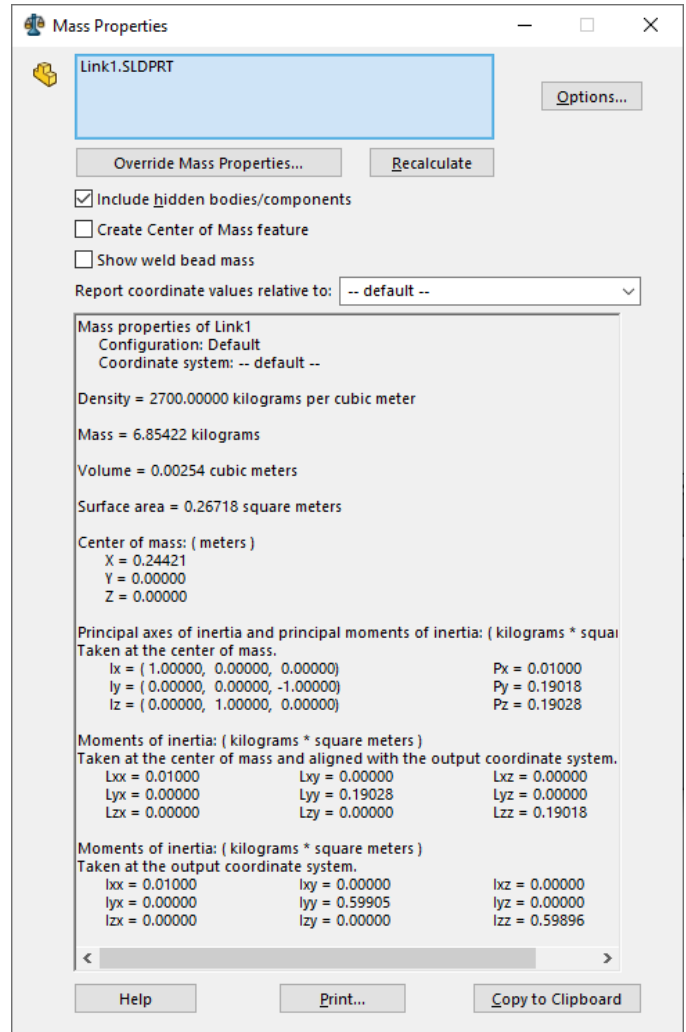 Mass Properties
Link1.SLDPRT
Options...
Override Mass Properties... Recalculate
Include hidden bodies/components
Create Center of Mass feature
Show weld bead mass
Report coordinate values relative to: -- default --
Mass properties of Link1
Configuration: Default
Coordinate system: -- default --
Density = 2700.00000 kilograms per cubic meter
Mass = 6.85422 kilograms
Volume = 0.00254 cubic meters
Surface area = 0.26718 square meters
Center of mass: ( meters )
X = 0.24421
Y = 0.00000
Z = 0.00000
Principal axes of inertia and principal moments of inertia: ( kilograms * squar
Taken at the center of mass.
Ix = ( 1.00000, 0.00000, 0.00000) Px = 0.01000
Iy = ( 0.00000, 0.00000, -1.00000) Py = 0.19018
Iz = ( 0.00000, 1.00000, 0.00000) Pz = 0.19028
Moments of inertia: ( kilograms * square meters )
Taken at the center of mass and aligned with the output coordinate system.
Lxx = 0.01000 Lxy = 0.00000 Lxz = 0.00000
Lyx = 0.00000 Lyy = 0.19028 Lyz = 0.00000
Lzx = 0.00000 Lzy = 0.00000 Lzz = 0.19018
Moments of inertia: ( kilograms * square meters )
Taken at the output coordinate system.
Ixx = 0.01000 Ixy = 0.00000 Ixz = 0.00000
Iyx = 0.00000 Iyy = 0.59905 Iyz = 0.00000
Izx = 0.00000 Izy = 0.00000 Izz = 0.59896
Help Print... Copy to Clipboard